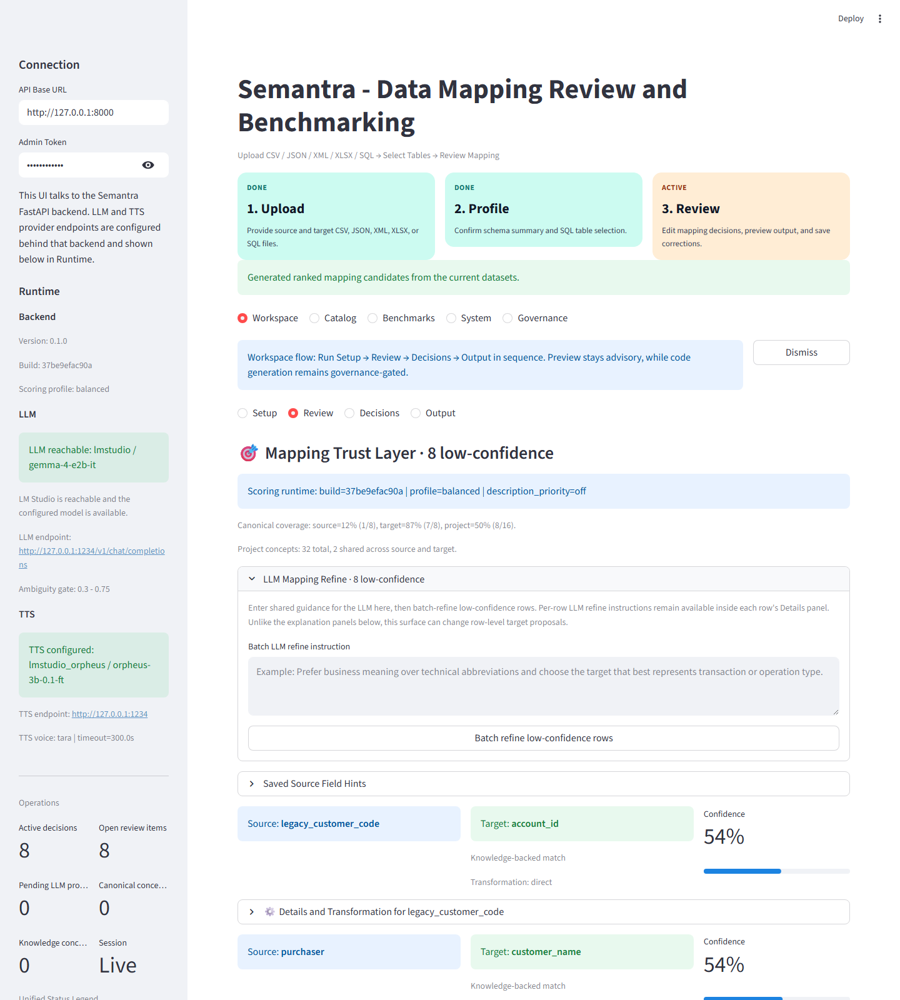 Deploy
Connection
API Base URL
http://127.0.0.1:8000
Admin Token
••••••••••••
This UI talks to the Semantra
FastAPI backend. LLM and TTS
provider endpoints are configured
behind that backend and shown
below in Runtime.
Runtime
Backend
Version: 0.1.0
Build: 37be9efac90a
Scoring profile: balanced
LLM
LLM reachable: lmstudio /
gemma-4-e2b-it
LM Studio is reachable and the
configured model is available.
LLM endpoint:
http://127.0.0.1:1234/v1/chat/completio
ns
Ambiguity gate: 0.3 - 0.75
TTS
TTS configured:
lmstudio_orpheus / orpheus-
3b-0.1-ft
TTS endpoint: http://127.0.0.1:1234
TTS voice: tara | timeout=300.0s
Operations
Active decisions
8
Open review items
8
Pending LLM pro...
0
Canonical conce...
0
Knowledge conc...
0
Session
Live
Unified Status Legend
Semantra - Data Mapping Review and
Benchmarking
Upload CSV / JSON / XML / XLSX / SQL → Select Tables → Review Mapping
DONE
1. Upload
Provide source and target CSV, JSON, XML, XLSX, or
SQL files.
DONE
2. Profile
Confirm schema summary and SQL table selection.
ACTIVE
3. Review
Edit mapping decisions, preview output, and save
corrections.
Generated ranked mapping candidates from the current datasets.
Workspace Catalog Benchmarks System Governance
Workspace flow: Run Setup → Review → Decisions → Output in sequence. Preview stays advisory, while code
generation remains governance-gated.
Dismiss
Setup Review Decisions Output
Mapping Trust Layer · 8 low-confidence
Scoring runtime: build=37be9efac90a | profile=balanced | description_priority=off
Canonical coverage: source=12% (1/8), target=87% (7/8), project=50% (8/16).
Project concepts: 32 total, 2 shared across source and target.
LLM Mapping Refine · 8 low-confidence
Enter shared guidance for the LLM here, then batch-refine low-confidence rows. Per-row LLM refine instructions remain available inside each row's Details panel.
Unlike the explanation panels below, this surface can change row-level target proposals.
Batch LLM refine instruction
Example: Prefer business meaning over technical abbreviations and choose the target that best represents transaction or operation type.
Batch refine low-confidence rows
Saved Source Field Hints
Source: legacy_customer_code
Target: account_id
Knowledge-backed match
Transformation: direct
Confidence
54%
Details and Transformation for legacy_customer_code
Source: purchaser
Target: customer_name
Knowledge-backed match
Confidence
54%